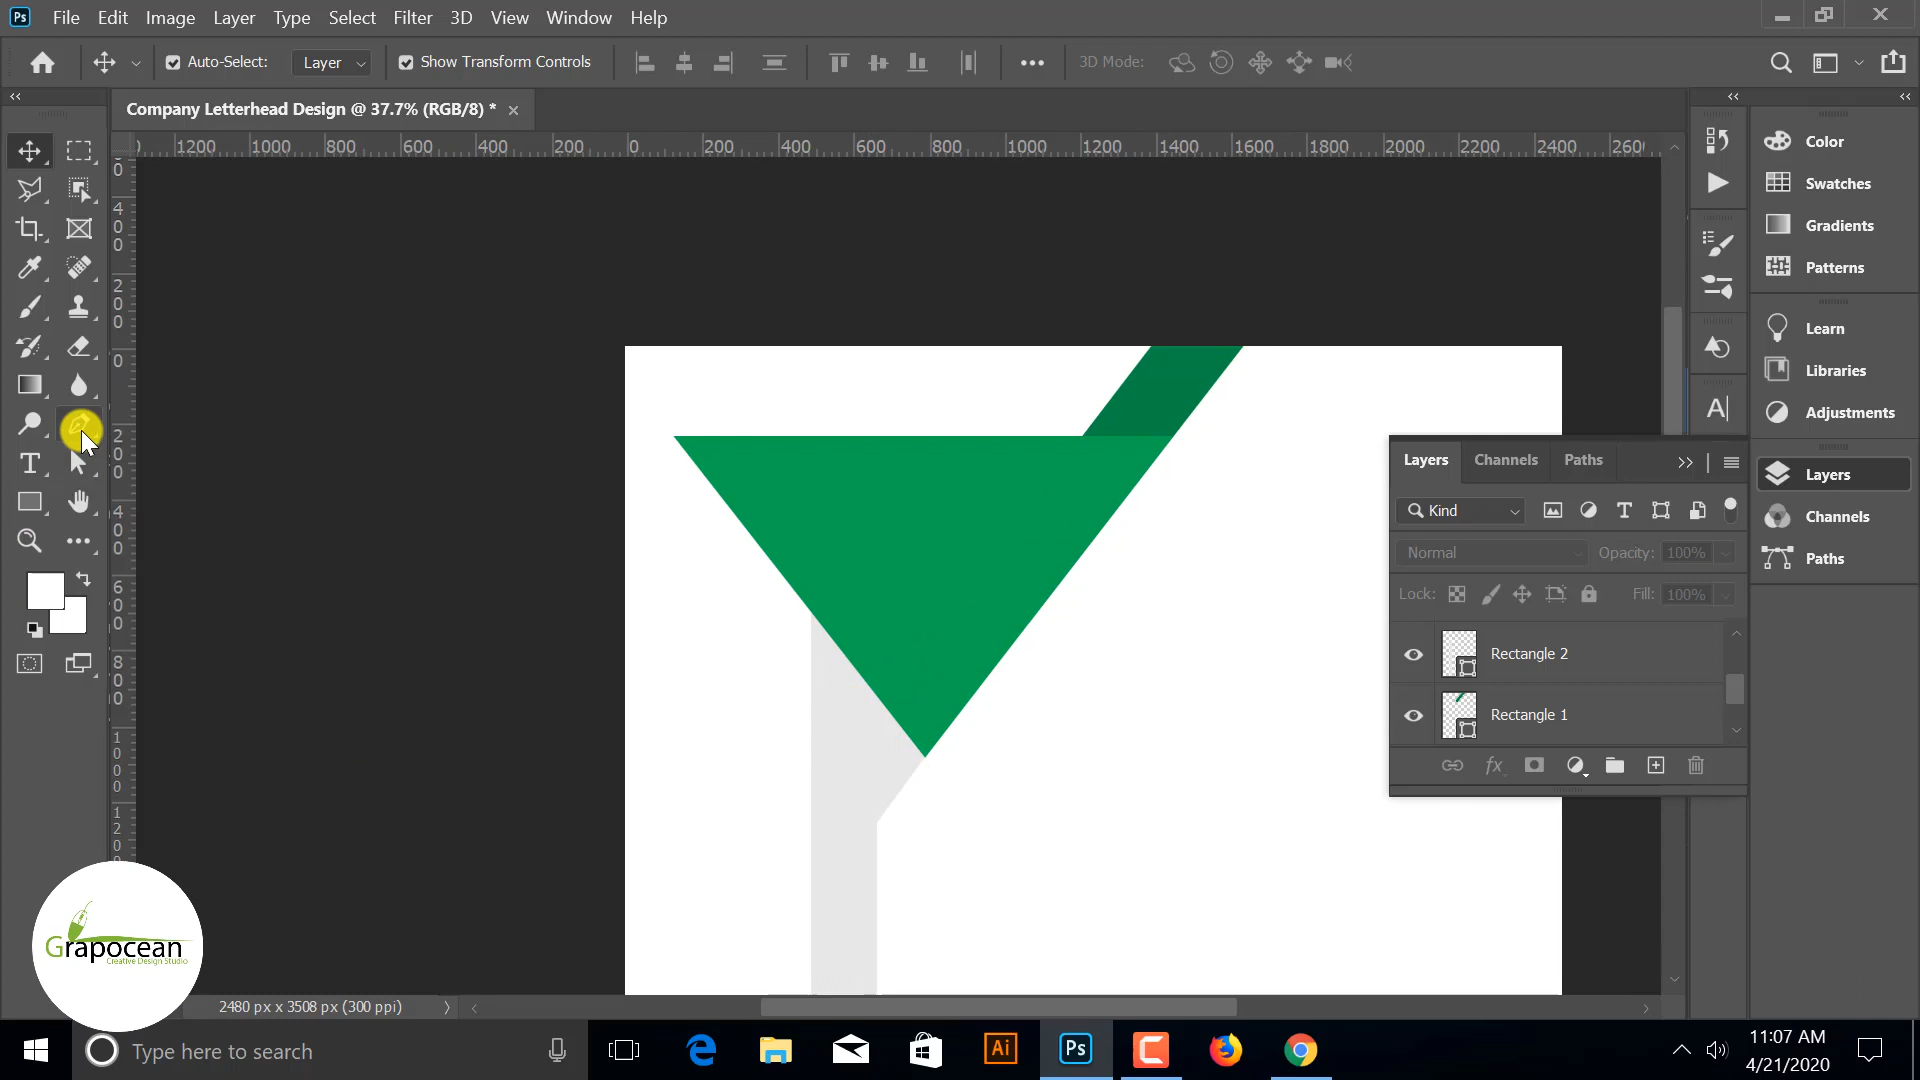 Ps File Edit Image Layer Type Select Filter 3D View Window Help
Auto-Select: Layer Show Transform Controls 3D Mode:
Company Letterhead Design @ 37.7% (RGB/8) *
1200 1000 800 600 400 200 0 200 400 600 800 1000 1200 1400 1600 1800 2000 2200 2400 2600
Color
Swatches
Gradients
Patterns
Learn
Libraries
Adjustments
Layers
Channels
Paths
Layers Channels Paths
Kind
Normal Opacity: 100%
Lock: Fill: 100%
Rectangle 2
Rectangle 1
fx
Grapocean
Creative Design Studio
2480 px x 3508 px (300 ppi)
Type here to search
Ai Ps
11:07 AM
4/21/2020